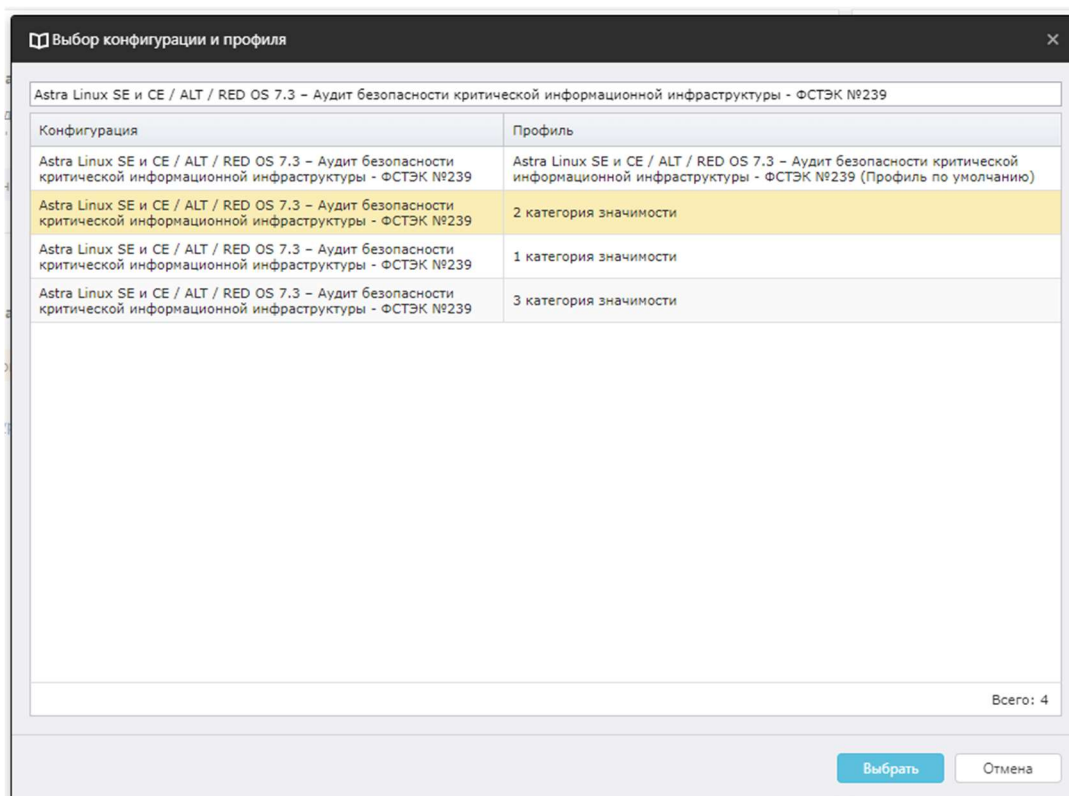 Выбор конфигурации и профиля
Astra Linux SE и CE / ALT / RED OS 7.3 – Аудит безопасности критической информационной инфраструктуры - ФСТЭК №239
Конфигурация
Профиль
Astra Linux SE и CE / ALT / RED OS 7.3 – Аудит безопасности
критической информационной инфраструктуры - ФСТЭК №239
Astra Linux SE и CE / ALT / RED OS 7.3 – Аудит безопасности критической
информационной инфраструктуры - ФСТЭК №239 (Профиль по умолчанию)
Astra Linux SE и CE / ALT / RED OS 7.3 – Аудит безопасности
критической информационной инфраструктуры - ФСТЭК №239
2 категория значимости
Astra Linux SE и CE / ALT / RED OS 7.3 – Аудит безопасности
критической информационной инфраструктуры - ФСТЭК №239
1 категория значимости
Astra Linux SE и CE / ALT / RED OS 7.3 – Аудит безопасности
критической информационной инфраструктуры - ФСТЭК №239
3 категория значимости
Всего: 4
Выбрать
Отмена